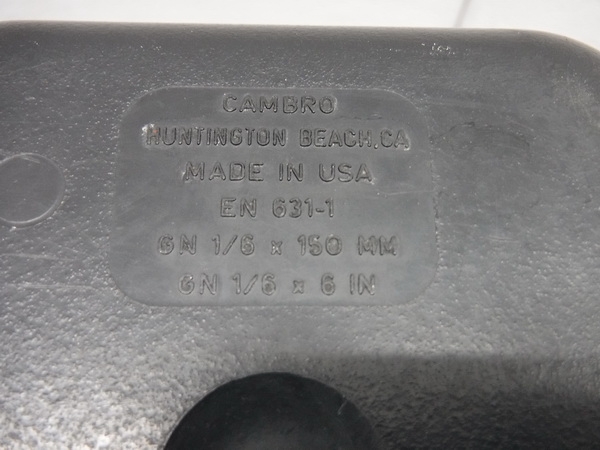 CAMBRO
HUNTINGTON BEACH, CA
MADE IN USA
EN 631-1
GN 1/6 x 150 MM
GN 1/6 x 6 IN